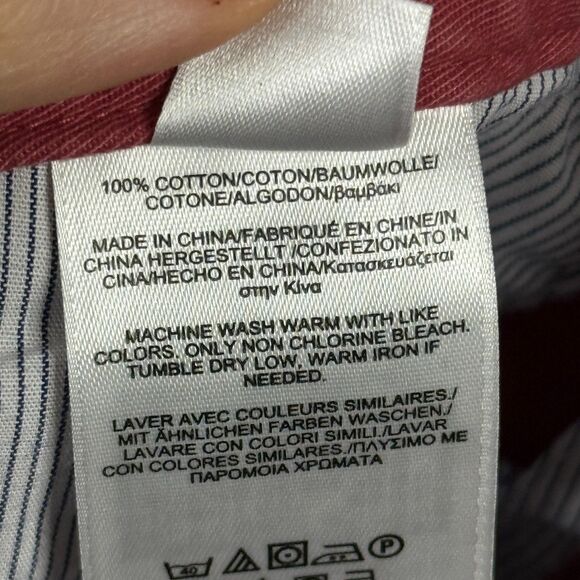 100% COTTON/COTON/BAUMWOLLE/
COTONE/ALGODON/βαμβάκι
MADE IN CHINA/FABRIQUÉ EN CHINE/IN
CHINA HERGESTELLT /CONFEZIONATO IN
CINA/HECHO EN CHINA/Κατασκευάζεται
στην Κίνα
MACHINE WASH WARM WITH LIKE
COLORS. ONLY NON CHLORINE BLEACH.
TUMBLE DRY LOW, WARM IRON IF
NEEDED.
LAVER AVEC COULEURS SIMILAIRES./
MIT ÄHNLICHEN FARBEN WASCHEN./
LAVARE CON COLORI SIMILI./LAVAR
CON COLORES SIMILARES./ΠΛΥΣΙΜΟ ΜΕ
ΠΑΡΟΜΟΙΑ ΧΡΩΜΑΤΑ
40 P